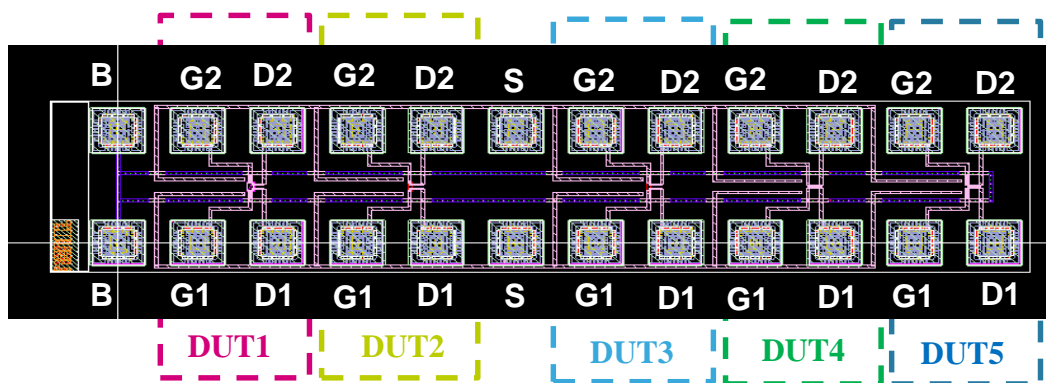 B G2 D2 G2 D2 S G2 D2 G2 D2 G2 D2
B G1 D1 G1 D1 S G1 D1 G1 D1 G1 D1
DUT1 DUT2 DUT3 DUT4 DUT5